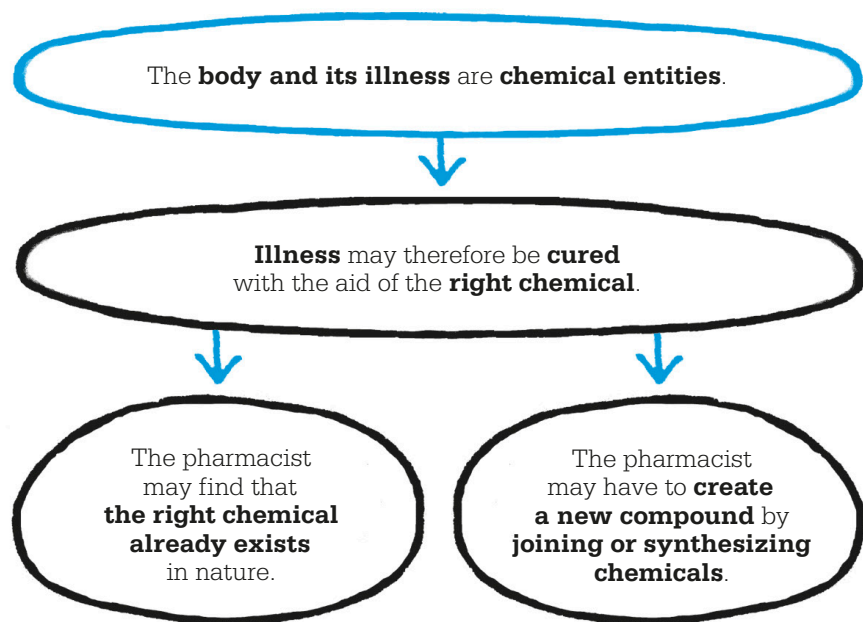 The body and its illness are chemical entities.
Illness may therefore be cured
with the aid of the right chemical.
The pharmacist
may find that
the right chemical
already exists
in nature.
The pharmacist
may have to create
a new compound by
joining or synthesizing
chemicals.